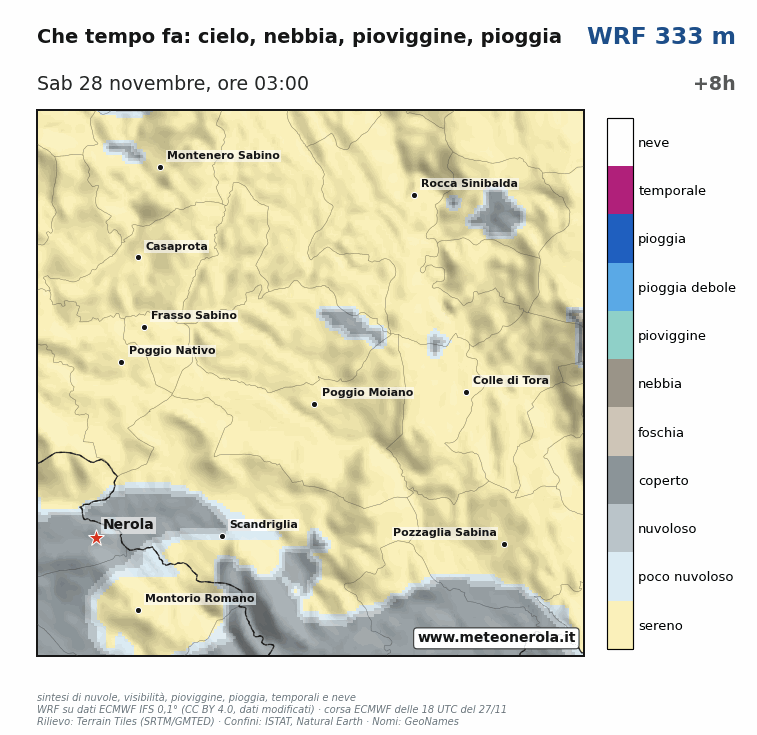 Che tempo fa: cielo, nebbia, pioviggine, pioggia
WRF 333 m
Sab 28 novembre, ore 03:00
+8h
Montenero Sabino
Rocca Sinibalda
Casaprota
Frasso Sabino
Poggio Nativo
Poggio Moiano
Colle di Tora
Nerola
Scandriglia
Pozzaglia Sabina
Montorio Romano
www.meteonerola.it
neve
temporale
pioggia
pioggia debole
pioviggine
nebbia
foschia
coperto
nuvoloso
poco nuvoloso
sereno
sintesi di nuvole, visibilità, pioviggine, pioggia, temporali e neve
WRF su dati ECMWF IFS 0,1° (CC BY 4.0, dati modificati) · corsa ECMWF delle 18 UTC del 27/11
Rilievo: Terrain Tiles (SRTM/GMTED) · Confini: ISTAT, Natural Earth · Nomi: GeoNames